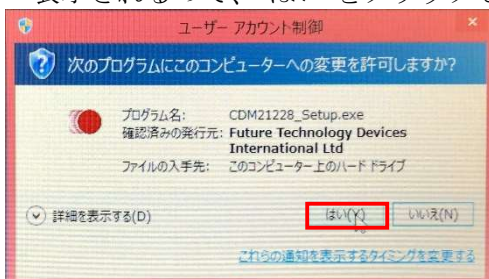 ユーザー アカウント制御
次のプログラムにこのコンピューターへの変更を許可しますか?
プログラム名: CDM21228_Setup.exe
確認済みの発行元: Future Technology Devices
International Ltd
ファイルの入手先: このコンピューター上のハード ドライブ
詳細を表示する(D) はい(Y) いいえ(N)
これらの通知を表示するタイミングを変更する